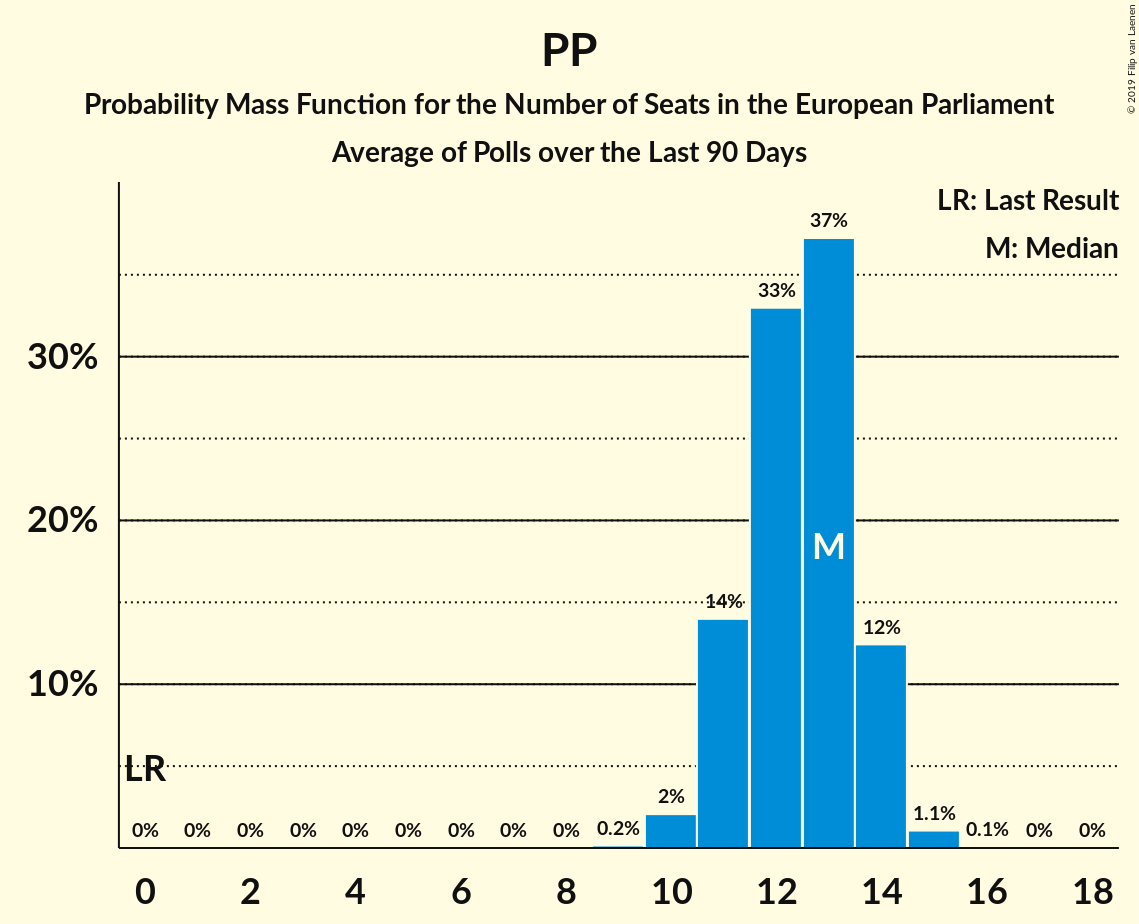 PP
Probability Mass Function for the Number of Seats in the European Parliament
Average of Polls over the Last 90 Days
© 2019 Filip van Laenen
LR: Last Result
M: Median
37%
33%
30%
20%
M
14%
12%
10%
LR
2%
1.1%
0% 0% 0% 0% 0% 0% 0% 0% 0% 0.2% 0.1% 0% 0%
0 2 4 6 8 10 12 14 16 18